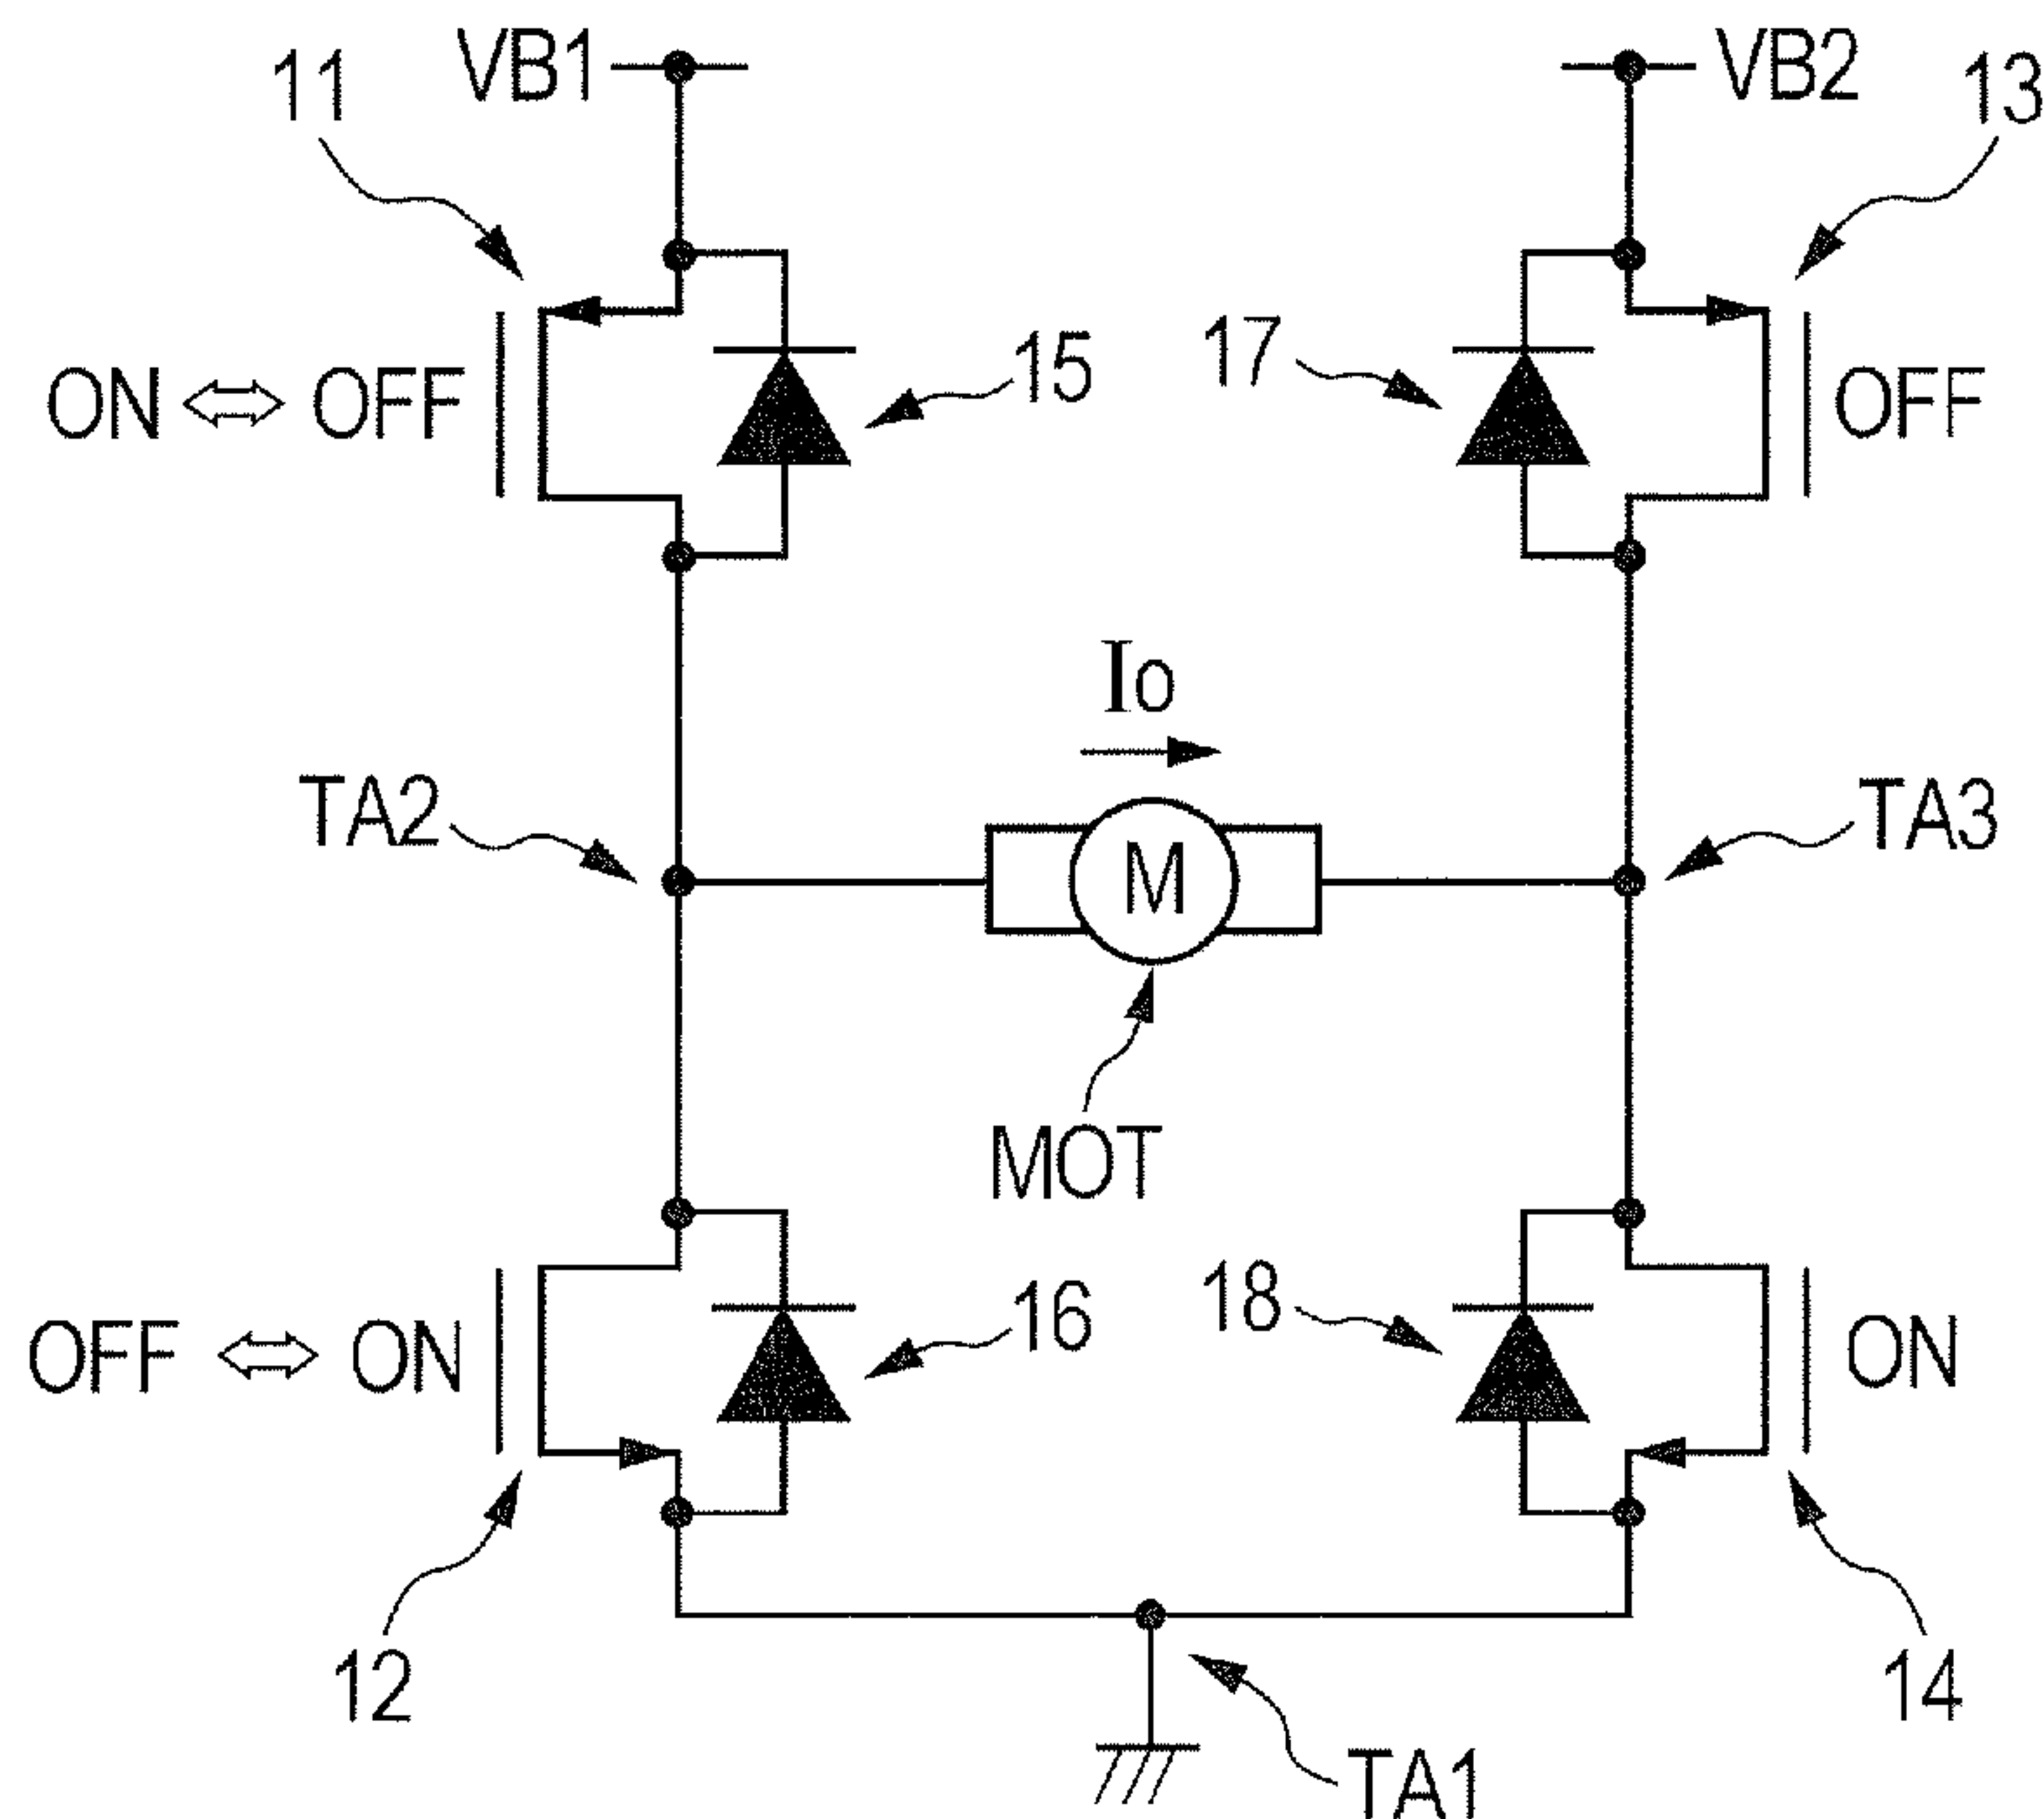 11
VB1
VB2
13
15
17
ON ⇔ OFF
OFF
Io
TA2
TA3
M
MOT
16
18
OFF ⇔ ON
ON
12
14
TA1